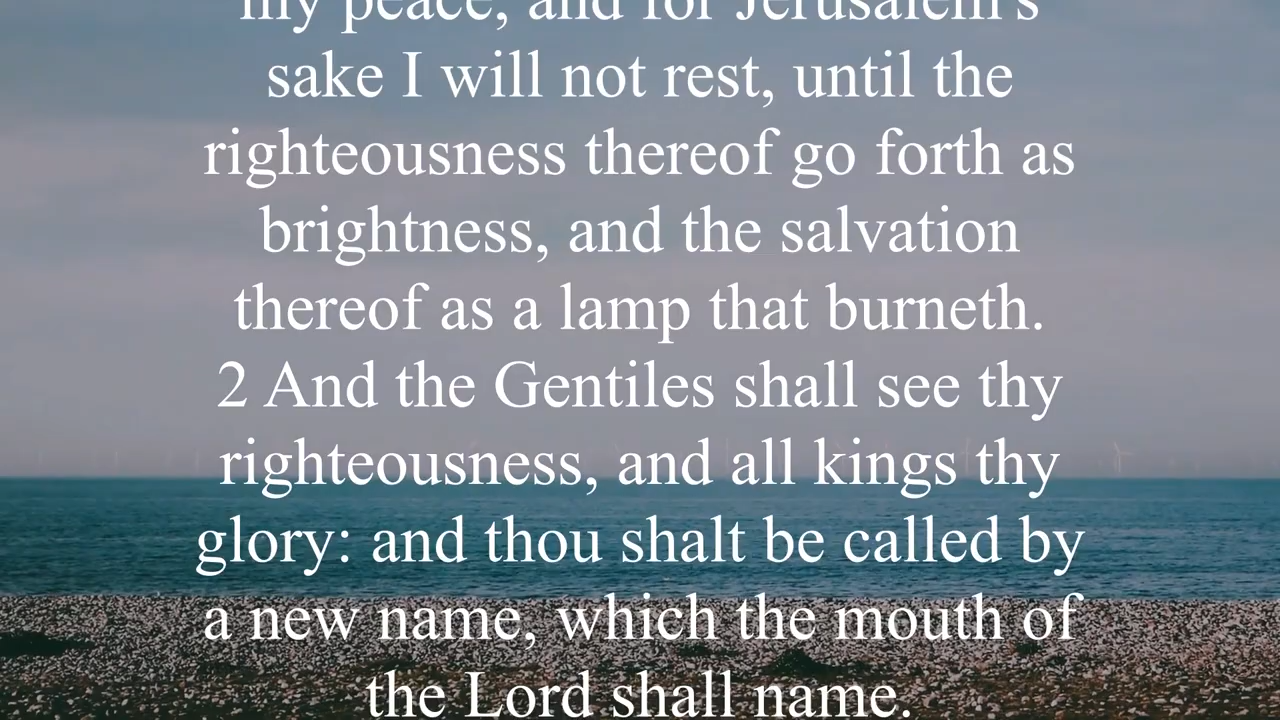 my peace, and for Jerusalem's
sake I will not rest, until the
righteousness thereof go forth as
brightness, and the salvation
thereof as a lamp that burneth.
2 And the Gentiles shall see thy
righteousness, and all kings thy
glory: and thou shalt be called by
a new name, which the mouth of
the Lord shall name.